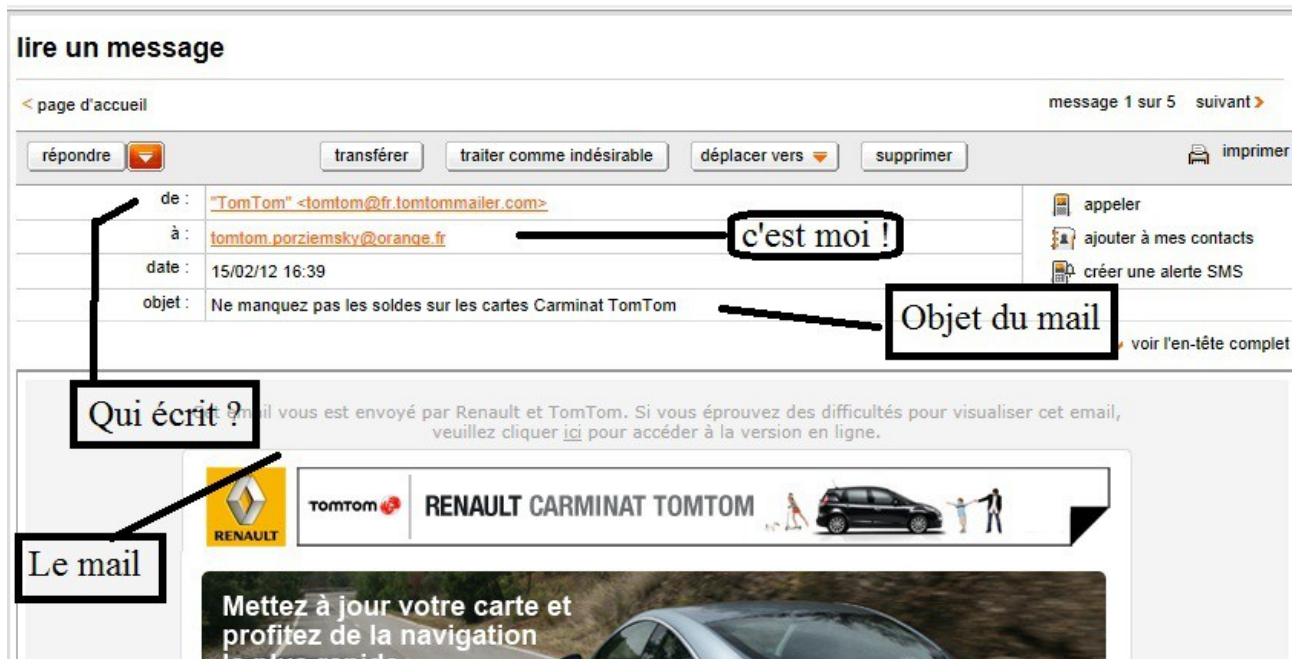 lire un message
< page d'accueil
message 1 sur 5 suivant >
répondre transférer traiter comme indésirable déplacer vers supprimer imprimer
de : "TomTom" <tomtom@fr.tomtommailer.com> appeler
à : tomtom.porziemsky@orange.fr c'est moi ! ajouter à mes contacts
date : 15/02/12 16:39 créer une alerte SMS
objet : Ne manquez pas les soldes sur les cartes Carminat TomTom Objet du mail
voir l'en-tête complet
Qui écrit ?
email vous est envoyé par Renault et TomTom. Si vous éprouvez des difficultés pour visualiser cet email,
veuillez cliquer ici pour accéder à la version en ligne.
RENAULT TOMTOM RENAULT CARMINAT TOMTOM
Le mail
Mettez à jour votre carte et
profitez de la navigation